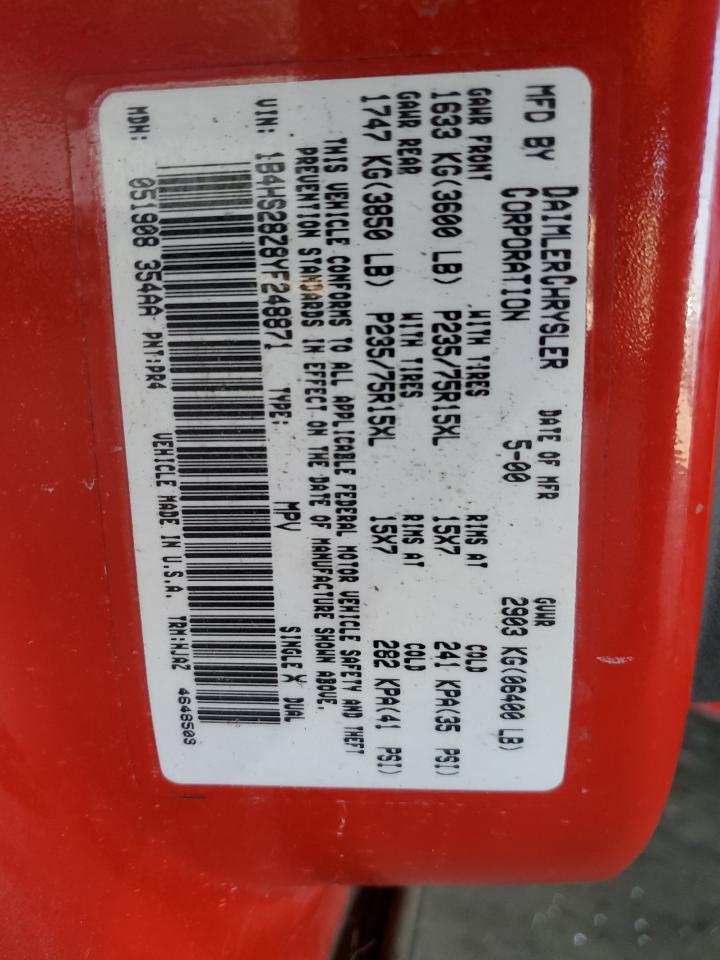 MFD BY DAIMLERCHRYSLER CORPORATION DATE OF MFR 5-00 GVWR 2903 KG(06400 LB)
GAWR FRONT WITH TIRES RIMS AT COLD
1633 KG(3600 LB) P235/75R15XL 15X7 241 KPA(35 PSI)
GAWR REAR WITH TIRES RIMS AT COLD
1747 KG(3850 LB) P235/75R15XL 15X7 282 KPA(41 PSI)
THIS VEHICLE CONFORMS TO ALL APPLICABLE FEDERAL MOTOR VEHICLE SAFETY AND THEFT
PREVENTION STANDARDS IN EFFECT ON THE DATE OF MANUFACTURE SHOWN ABOVE.
VIN: 1B4HS28Z8YF249871 TYPE: MPV SINGLE X DUAL
MDH: 051908 354AA PNT:PR4 VEHICLE MADE IN U.S.A. TRM:HJAZ 4648509